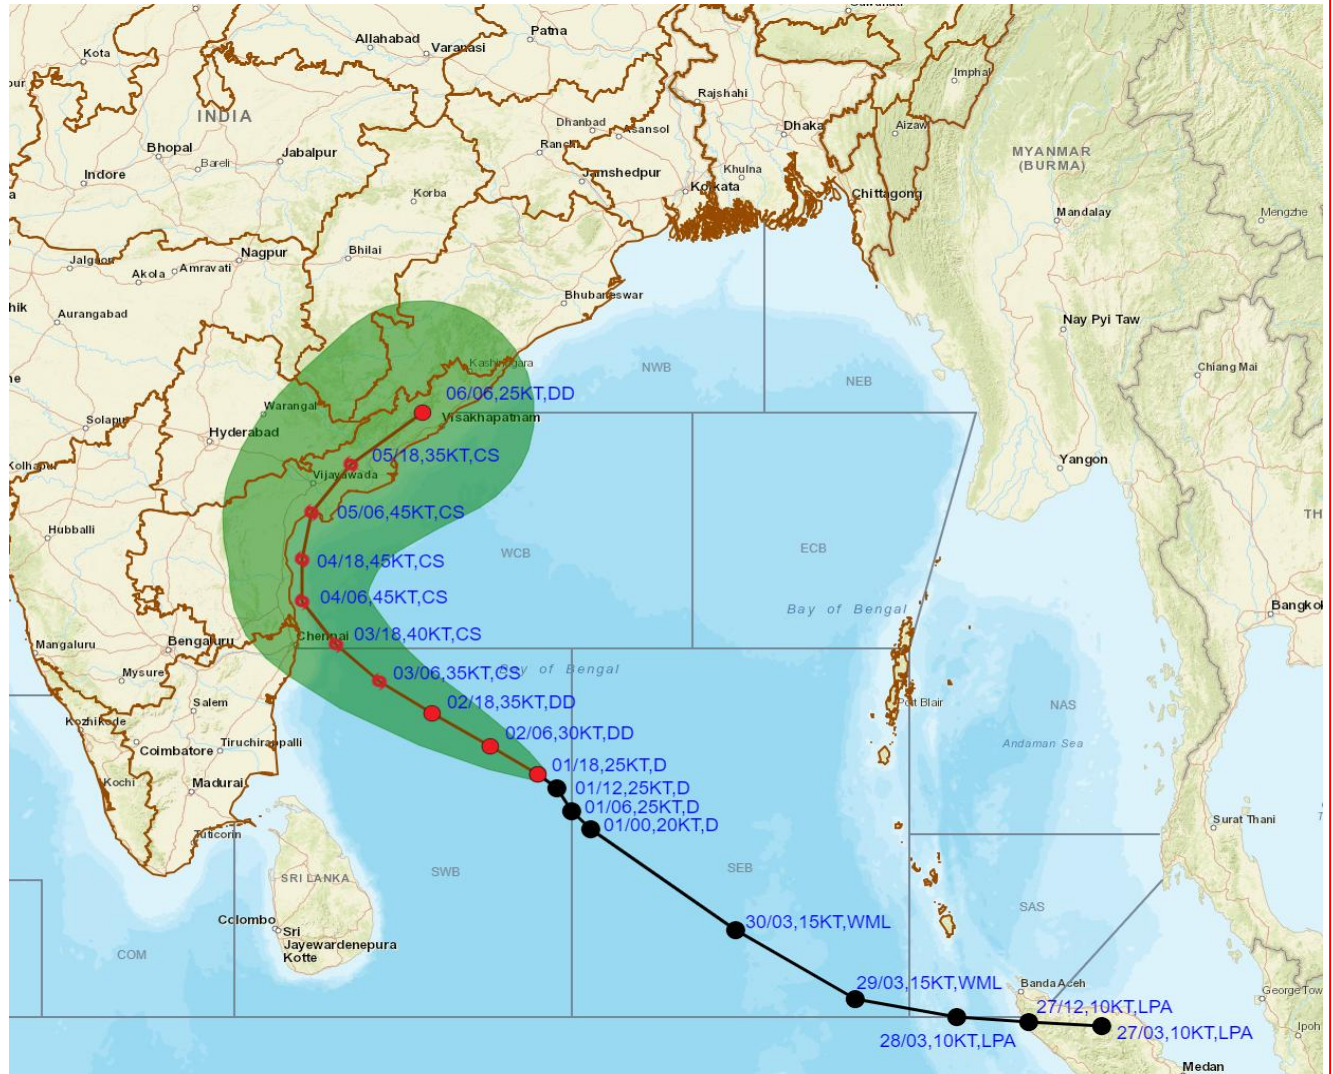 Patna
Allahabad
Varanasi
Kota
Imphal
Rajshahi
INDIA
Dhanbad
Asansol
Dhaka
Aizaw
Bhopal
Jabalpur
Ranchi
MYANMAR
(BURMA)
Bareli
Khulna
Indore
Jamshedpur
Kolkata
Korba
Chittagong
Mandalay
Mengzhe
Nagpur
Bhilai
Jalgaon
Akola
Amravati
hik
Bhubaneswar
Aurangabad
Nay Pyi Taw
Kashinagara
NWB
Chiang Mai
NEB
06/06,25KT,DD
Warangal
Visakhapatnam
Solapur
Hyderabad
05/18,35KT,CS
Yangon
Kolhapur
Vijayawada
05/06,45KT,CS
TH
Hubballi
WCB
ECB
04/18,45KT,CS
04/06,45KT,CS
Bay of Bengal
Bangkok
Mangaluru
Bengaluru
Chennai
03/18,40KT,CS
Mysuru
03/06,35KT,CS
Bay of Bengal
Salem
02/18,35KT,DD
Port Blair
NAS
Kozhikode
02/06,30KT,DD
Coimbatore
Tiruchirappalli
Andaman Sea
01/18,25KT,D
Kochi
Madurai
01/12,25KT,D
01/06,25KT,D
01/00,20KT,D
Tuticorin
Surat Thani
SRI LANKA
SWB
SEB
SAS
Colombo
Sri
Jayewardenepura
Kotte
30/03,15KT,WML
COM
29/03,15KT,WML
Banda Aceh
George Tow
27/12,10KT,LPA
28/03,10KT,LPA
27/03,10KT,LPA
Ipoh
Medan